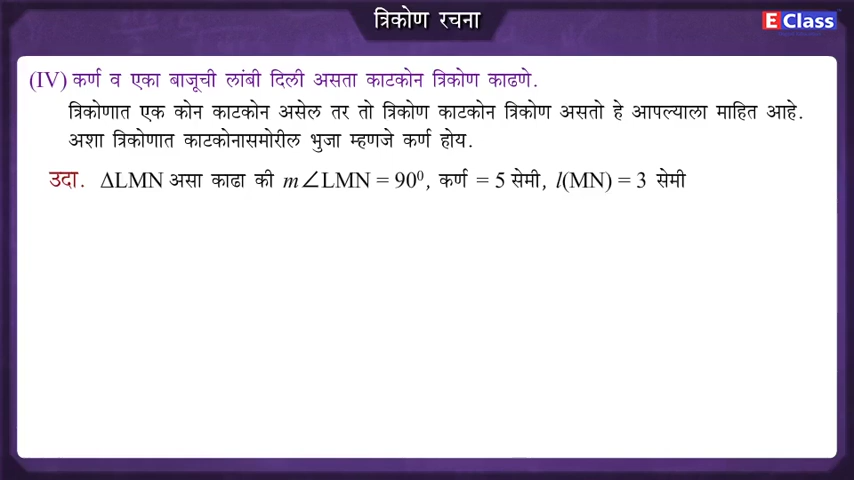 त्रिकोण रचना
E Class
(IV) कर्ण व एका बाजूची लांबी दिली असता काटकोन त्रिकोण काढणे.
त्रिकोणात एक कोन काटकोन असेल तर तो त्रिकोण काटकोन त्रिकोण असतो हे आपल्याला माहित आहे.
अशा त्रिकोणात काटकोनासमोरील भुजा म्हणजे कर्ण होय.
उदा. ΔLMN असा काढा की m∠LMN = 90⁰, कर्ण = 5 सेमी, l(MN) = 3 सेमी